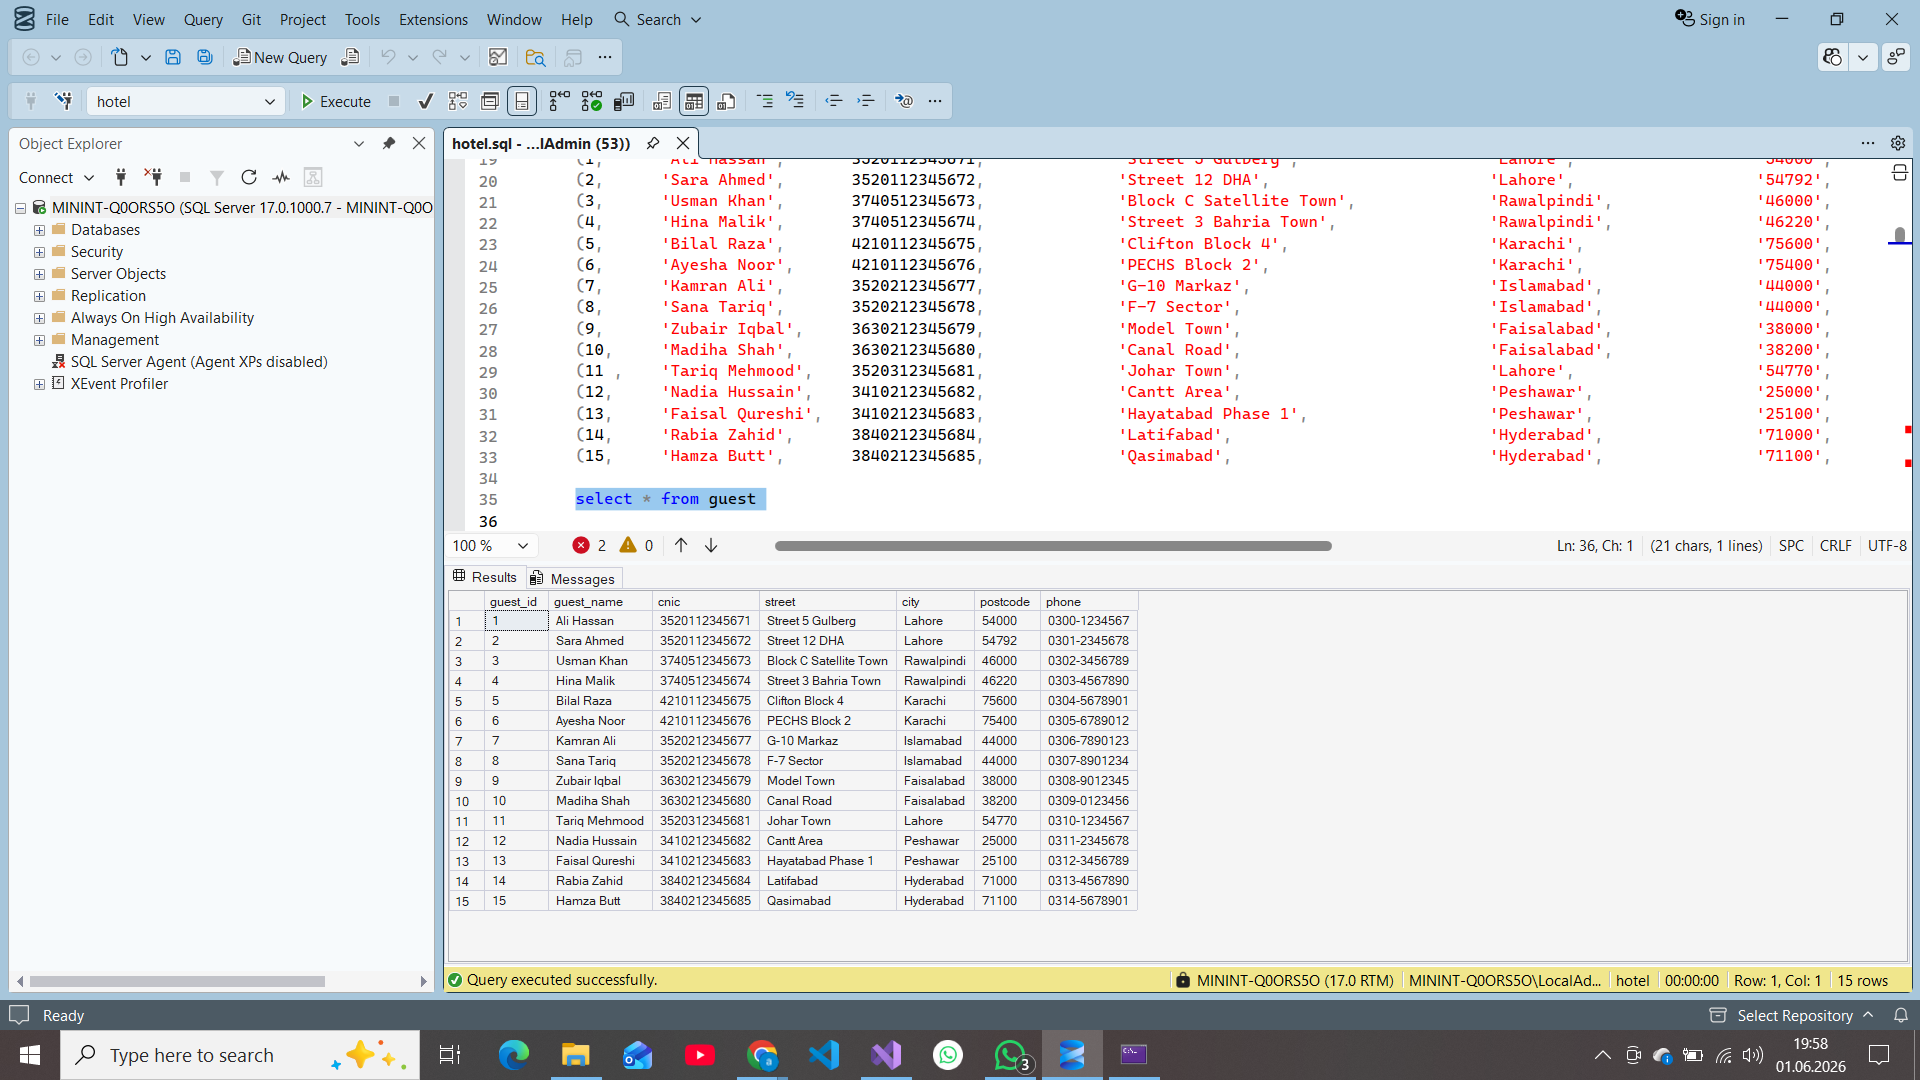 File Edit View Query Git Project Tools Extensions Window Help Search Sign in
New Query
hotel Execute
Object Explorer
Connect
MININT-Q0ORS5O (SQL Server 17.0.1000.7 - MININT-Q0O
Databases
Security
Server Objects
Replication
Always On High Availability
Management
SQL Server Agent (Agent XPs disabled)
XEvent Profiler
hotel.sql - ...lAdmin (53))
19 (1, 'Ali Hassan', 3520112345671, 'Street 5 Gulberg', 'Lahore', '54000',
20 (2, 'Sara Ahmed', 3520112345672, 'Street 12 DHA', 'Lahore', '54792',
21 (3, 'Usman Khan', 3740512345673, 'Block C Satellite Town', 'Rawalpindi', '46000',
22 (4, 'Hina Malik', 3740512345674, 'Street 3 Bahria Town', 'Rawalpindi', '46220',
23 (5, 'Bilal Raza', 4210112345675, 'Clifton Block 4', 'Karachi', '75600',
24 (6, 'Ayesha Noor', 4210112345676, 'PECHS Block 2', 'Karachi', '75400',
25 (7, 'Kamran Ali', 3520212345677, 'G-10 Markaz', 'Islamabad', '44000',
26 (8, 'Sana Tariq', 3520212345678, 'F-7 Sector', 'Islamabad', '44000',
27 (9, 'Zubair Iqbal', 3630212345679, 'Model Town', 'Faisalabad', '38000',
28 (10, 'Madiha Shah', 3630212345680, 'Canal Road', 'Faisalabad', '38200',
29 (11 , 'Tariq Mehmood', 3520312345681, 'Johar Town', 'Lahore', '54770',
30 (12, 'Nadia Hussain', 3410212345682, 'Cantt Area', 'Peshawar', '25000',
31 (13, 'Faisal Qureshi', 3410212345683, 'Hayatabad Phase 1', 'Peshawar', '25100',
32 (14, 'Rabia Zahid', 3840212345684, 'Latifabad', 'Hyderabad', '71000',
33 (15, 'Hamza Butt', 3840212345685, 'Qasimabad', 'Hyderabad', '71100',
34
35 select * from guest
36
100 % 2 0 Ln: 36, Ch: 1 (21 chars, 1 lines) SPC CRLF UTF-8
Results Messages
guest_id guest_name cnic street city postcode phone
1 1 Ali Hassan 3520112345671 Street 5 Gulberg Lahore 54000 0300-1234567
2 2 Sara Ahmed 3520112345672 Street 12 DHA Lahore 54792 0301-2345678
3 3 Usman Khan 3740512345673 Block C Satellite Town Rawalpindi 46000 0302-3456789
4 4 Hina Malik 3740512345674 Street 3 Bahria Town Rawalpindi 46220 0303-4567890
5 5 Bilal Raza 4210112345675 Clifton Block 4 Karachi 75600 0304-5678901
6 6 Ayesha Noor 4210112345676 PECHS Block 2 Karachi 75400 0305-6789012
7 7 Kamran Ali 3520212345677 G-10 Markaz Islamabad 44000 0306-7890123
8 8 Sana Tariq 3520212345678 F-7 Sector Islamabad 44000 0307-8901234
9 9 Zubair Iqbal 3630212345679 Model Town Faisalabad 38000 0308-9012345
10 10 Madiha Shah 3630212345680 Canal Road Faisalabad 38200 0309-0123456
11 11 Tariq Mehmood 3520312345681 Johar Town Lahore 54770 0310-1234567
12 12 Nadia Hussain 3410212345682 Cantt Area Peshawar 25000 0311-2345678
13 13 Faisal Qureshi 3410212345683 Hayatabad Phase 1 Peshawar 25100 0312-3456789
14 14 Rabia Zahid 3840212345684 Latifabad Hyderabad 71000 0313-4567890
15 15 Hamza Butt 3840212345685 Qasimabad Hyderabad 71100 0314-5678901
Query executed successfully. MININT-Q0ORS5O (17.0 RTM) MININT-Q0ORS5O\LocalAd... hotel 00:00:00 Row: 1, Col: 1 15 rows
Ready Select Repository
Type here to search 3 19:58
01.06.2026